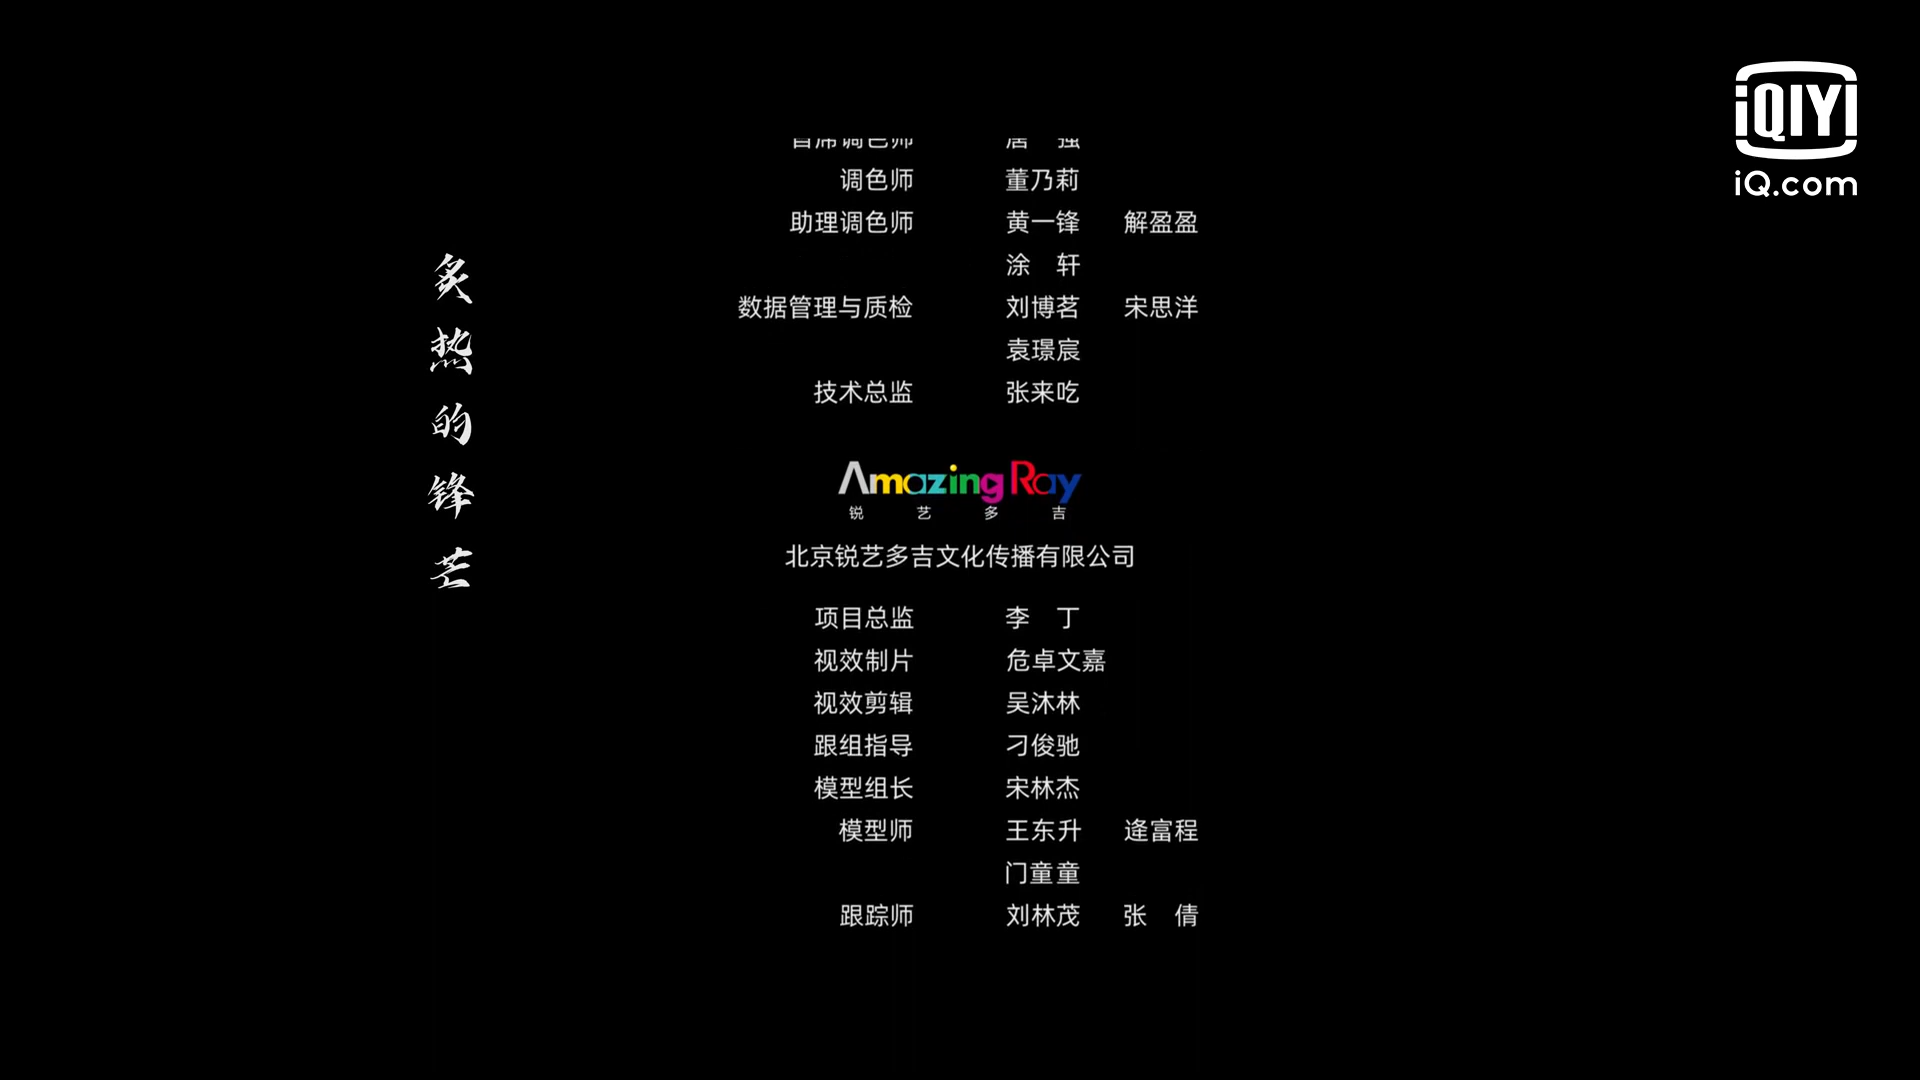 iQIYI
iQ.com
调色师 董乃莉
助理调色师 黄一锋 解盈盈
涂 轩
数据管理与质检 刘博茗 宋思洋
袁璟宸
技术总监 张来吃
炙热的锋芒
Amazing Ray
锐艺多吉
北京锐艺多吉文化传播有限公司
项目总监 李 丁
视效制片 危卓文嘉
视效剪辑 吴沐林
跟组指导 刁俊驰
模型组长 宋林杰
模型师 王东升 逄富程
门童童
跟踪师 刘林茂 张 倩